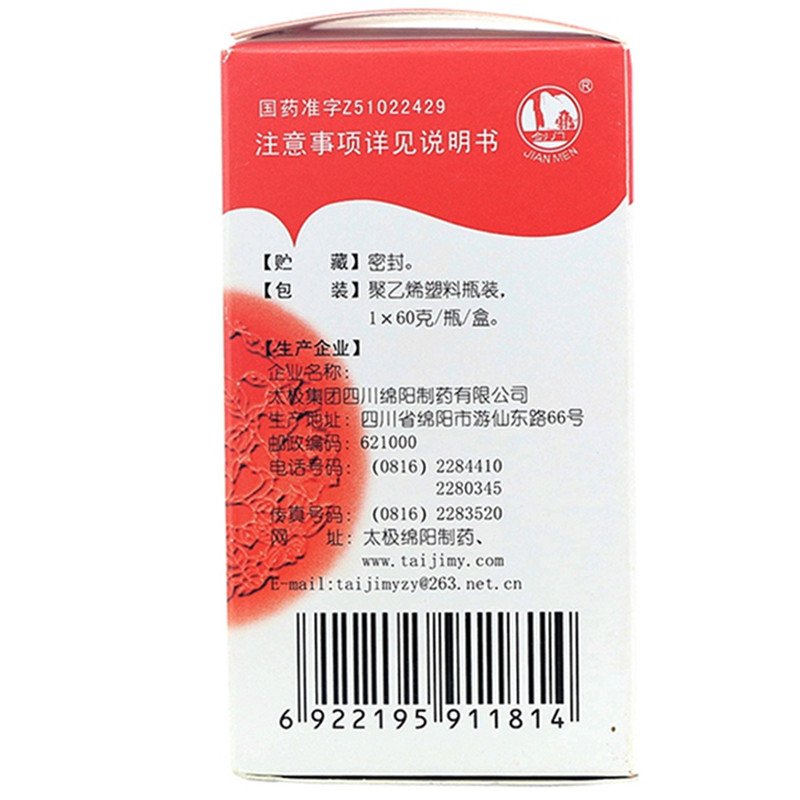 国药准字Z51022429
注意事项详见说明书
剑门
®
JIAN MEN
【贮 藏】密封。
【包 装】聚乙烯塑料瓶装,
1×60克/瓶/盒。
【生产企业】
企业名称:
太极集团四川绵阳制药有限公司
生产地址: 四川省绵阳市游仙东路66号
邮政编码: 621000
电话号码: (0816) 2284410
2280345
传真号码: (0816) 2283520
网 址: 太极绵阳制药、
www.taijimy.com
E-mail:taijimyzy@263.net.cn
6 922195 911814